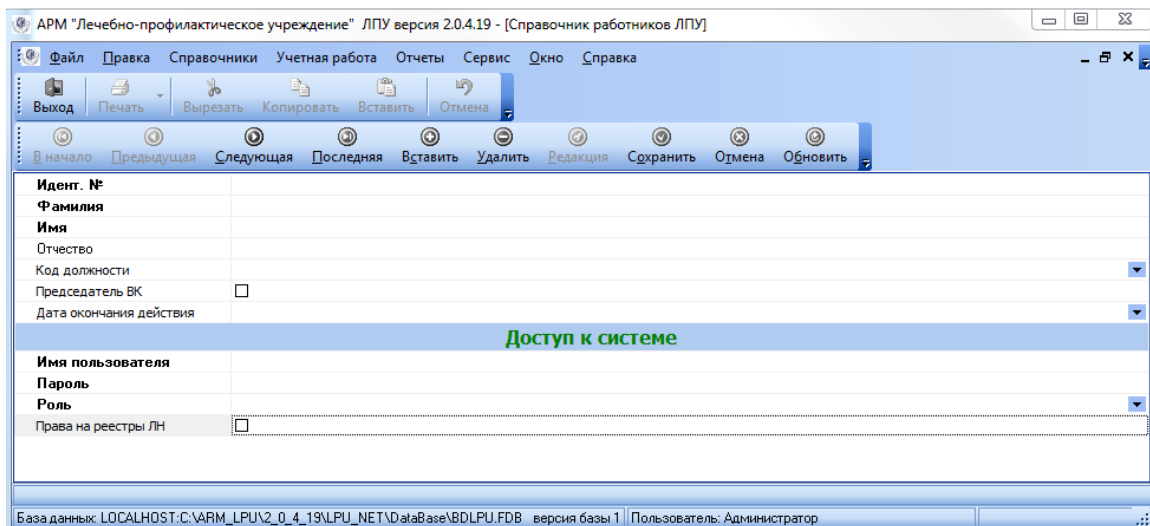 АРМ "Лечебно-профилактическое учреждение" ЛПУ версия 2.0.4.19 - [Справочник работников ЛПУ]
Файл Правка Справочники Учетная работа Отчеты Сервис Окно Справка
Выход Печать Вырезать Копировать Вставить Отмена
В начало Предыдущая Следующая Последняя Вставить Удалить Редакция Сохранить Отмена Обновить
Идент. №
Фамилия
Имя
Отчество
Код должности
Председатель ВК
Дата окончания действия
Доступ к системе
Имя пользователя
Пароль
Роль
Права на реестры ЛН
База данных: LOCALHOST:C:\ARM_LPU\2_0_4_19\LPU_NET\DataBase\BDLPU.FDB версия базы 1 Пользователь: Администратор